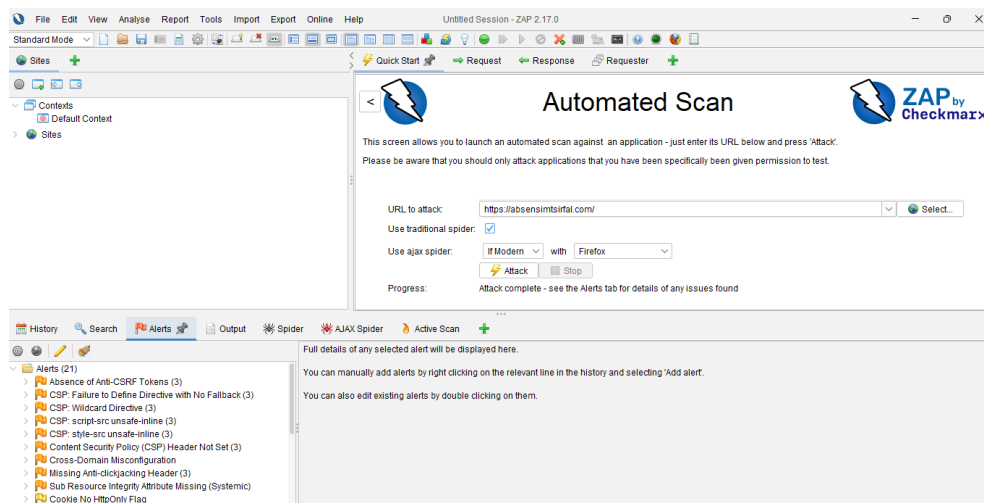 File Edit View Analyse Report Tools Import Export Online Help Untitled Session - ZAP 2.17.0
Standard Mode
Sites
Quick Start Request Response Requester
Contexts
Default Context
Sites
<
Automated Scan
ZAP by
Checkmarx
This screen allows you to launch an automated scan against an application - just enter its URL below and press 'Attack'.
Please be aware that you should only attack applications that you have been specifically been given permission to test.
URL to attack: https://absensimtsirfal.com/ Select...
Use traditional spider:
Use ajax spider: If Modern with Firefox
Attack Stop
Progress: Attack complete - see the Alerts tab for details of any issues found
History Search Alerts Output Spider AJAX Spider Active Scan
Alerts (21)
Absence of Anti-CSRF Tokens (3)
CSP: Failure to Define Directive with No Fallback (3)
CSP: Wildcard Directive (3)
CSP: script-src unsafe-inline (3)
CSP: style-src unsafe-inline (3)
Content Security Policy (CSP) Header Not Set (3)
Cross-Domain Misconfiguration
Missing Anti-clickjacking Header (3)
Sub Resource Integrity Attribute Missing (Systemic)
Cookie No HttpOnly Flag
Full details of any selected alert will be displayed here.
You can manually add alerts by right clicking on the relevant line in the history and selecting 'Add alert'.
You can also edit existing alerts by double clicking on them.